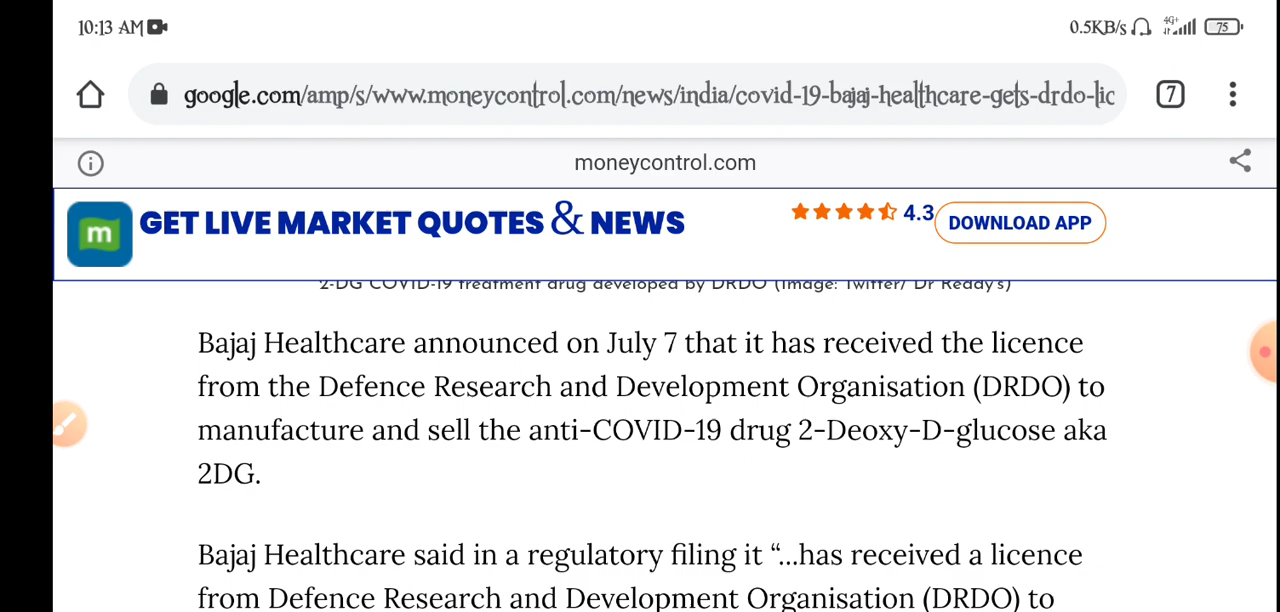 10:13 AM 0.5KB/s 4G+ 75
google.com/amp/s/www.moneycontrol.com/news/india/covid-19-bajaj-healthcare-gets-drdo-lic 7
moneycontrol.com
m GET LIVE MARKET QUOTES & NEWS 4.3 DOWNLOAD APP
2-DG COVID-19 treatment drug developed by DRDO (Image: Twitter/ Dr Reddy's)
Bajaj Healthcare announced on July 7 that it has received the licence
from the Defence Research and Development Organisation (DRDO) to
manufacture and sell the anti-COVID-19 drug 2-Deoxy-D-glucose aka
2DG.
Bajaj Healthcare said in a regulatory filing it “...has received a licence
from Defence Research and Development Organisation (DRDO) to